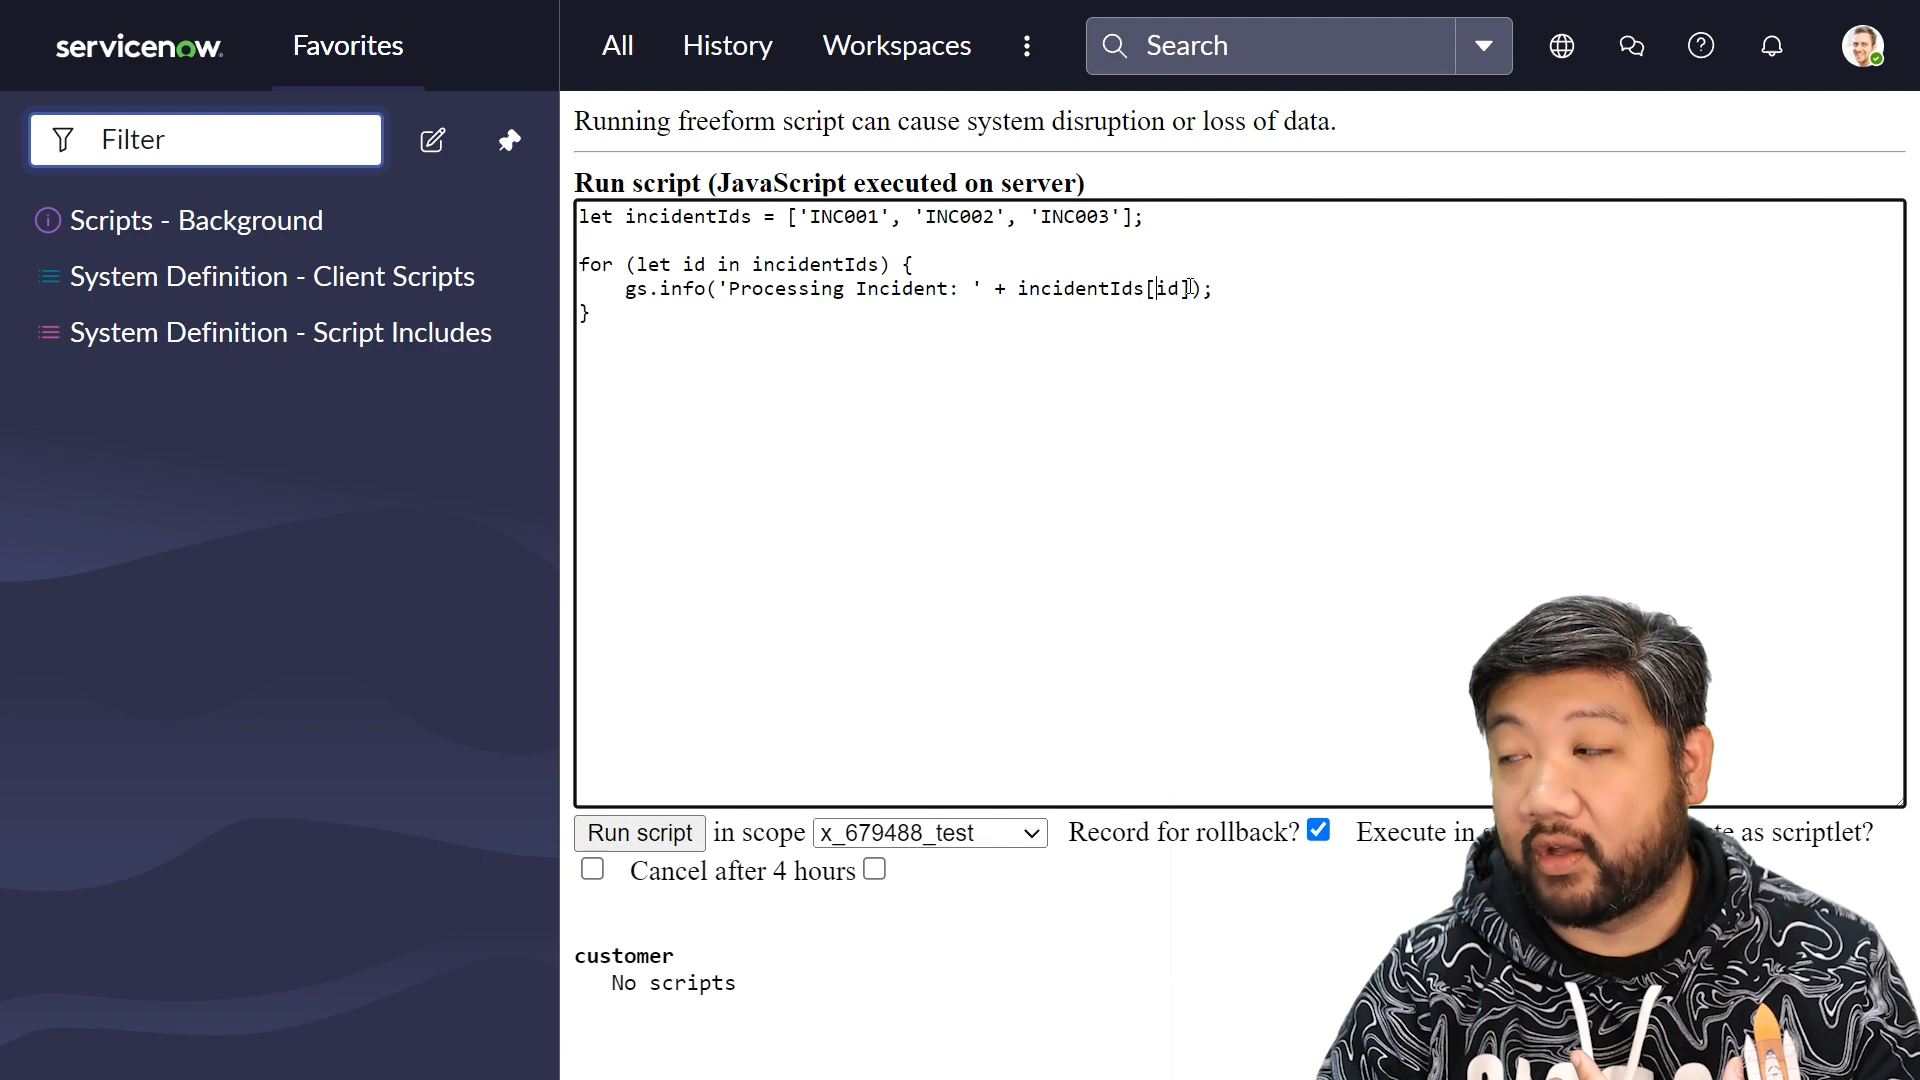 servicenow
Favorites
All
History
Workspaces
Search
Filter
Scripts - Background
System Definition - Client Scripts
System Definition - Script Includes
Running freeform script can cause system disruption or loss of data.
Run script (JavaScript executed on server)
let incidentIds = ['INC001', 'INC002', 'INC003'];
for (let id in incidentIds) {
gs.info('Processing Incident: ' + incidentIds[id]);
}
Run script in scope x_679488_test Record for rollback? Execute in as scriptlet?
Cancel after 4 hours
customer
No scripts